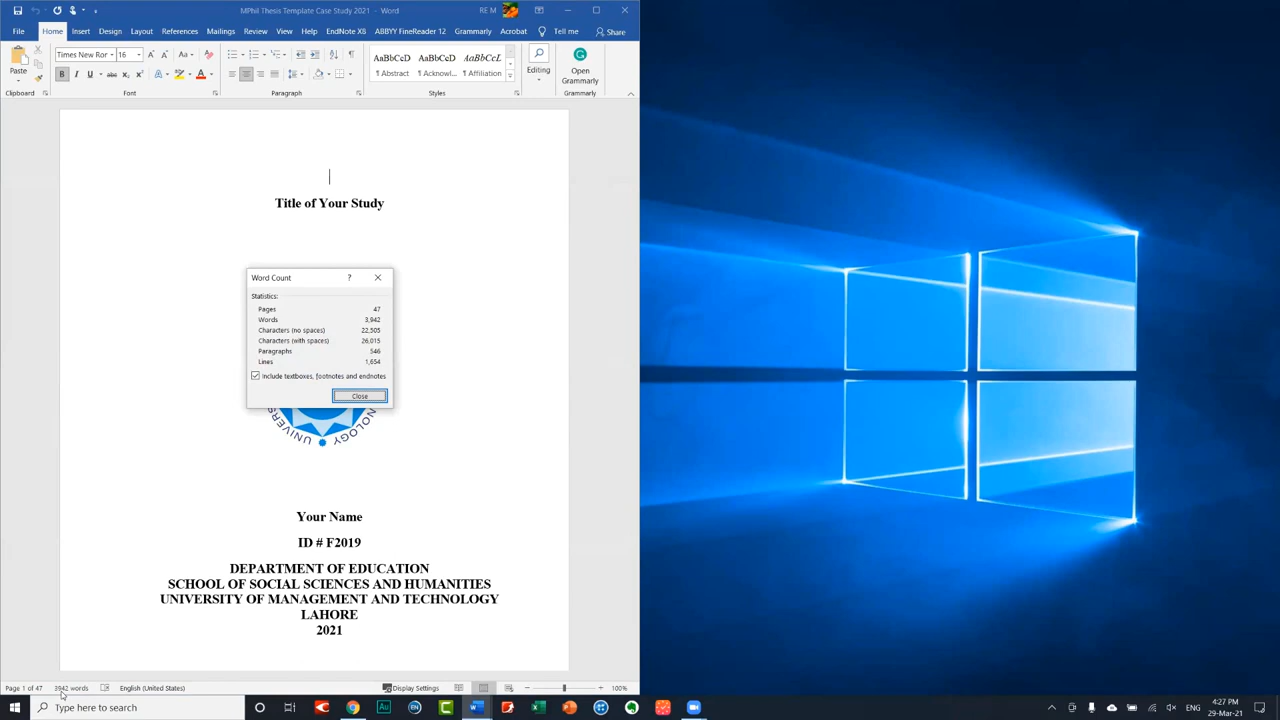 MPhil Thesis Template Case Study 2021 - Word
RE M
File Home Insert Design Layout References Mailings Review View Help EndNote X8 ABBYY FineReader 12 Grammarly Acrobat Tell me Share
Paste
Times New Ror 16
AaBbCcD AaBbCcD AaBbCcL
¶ Abstract ¶ Acknowl... ¶ Affiliation
Editing
Open
Grammarly
Clipboard Font Paragraph Styles Grammarly
Title of Your Study
Word Count
Statistics:
Pages 47
Words 3,942
Characters (no spaces) 22,505
Characters (with spaces) 26,015
Paragraphs 546
Lines 1,654
Include textboxes, footnotes and endnotes
Close
Your Name
ID # F2019
DEPARTMENT OF EDUCATION
SCHOOL OF SOCIAL SCIENCES AND HUMANITIES
UNIVERSITY OF MANAGEMENT AND TECHNOLOGY
LAHORE
2021
Page 1 of 47 3942 words English (United States) Display Settings 100%
Type here to search
ENG
4:27 PM
29-Mar-21